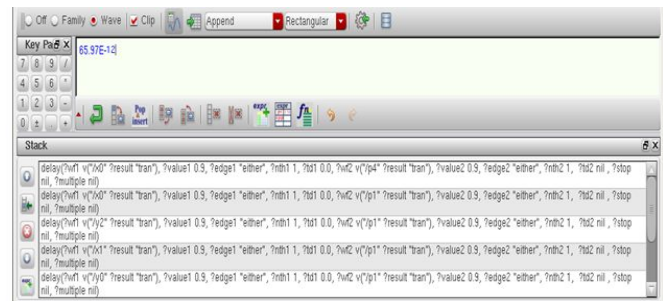 Off Family Wave Clip Append Rectangular
Key Pa
65.97E-12
7 8 9 /
4 5 6 *
1 2 3 -
0 ± . +
Pop
insert
expr
expr
fn
Stack
delay(?wf1 v("/x0" ?result "tran"), ?value1 0.9, ?edge1 "either", ?nth1 1, ?td1 0.0, ?wf2 v("/p4" ?result "tran"), ?value2 0.9, ?edge2 "either", ?nth2 1, ?td2 nil , ?stop
nil, ?multiple nil)
delay(?wf1 v("/x0" ?result "tran"), ?value1 0.9, ?edge1 "either", ?nth1 1, ?td1 0.0, ?wf2 v("/p1" ?result "tran"), ?value2 0.9, ?edge2 "either", ?nth2 1, ?td2 nil , ?stop
nil, ?multiple nil)
delay(?wf1 v("/y2" ?result "tran"), ?value1 0.9, ?edge1 "either", ?nth1 1, ?td1 0.0, ?wf2 v("/p1" ?result "tran"), ?value2 0.9, ?edge2 "either", ?nth2 1, ?td2 nil , ?stop
nil, ?multiple nil)
delay(?wf1 v("/x1" ?result "tran"), ?value1 0.9, ?edge1 "either", ?nth1 1, ?td1 0.0, ?wf2 v("/p1" ?result "tran"), ?value2 0.9, ?edge2 "either", ?nth2 1, ?td2 nil , ?stop
nil, ?multiple nil)
delay(?wf1 v("/y0" ?result "tran"), ?value1 0.9, ?edge1 "either", ?nth1 1, ?td1 0.0, ?wf2 v("/p1" ?result "tran"), ?value2 0.9, ?edge2 "either", ?nth2 1, ?td2 nil , ?stop
nil, ?multiple nil)